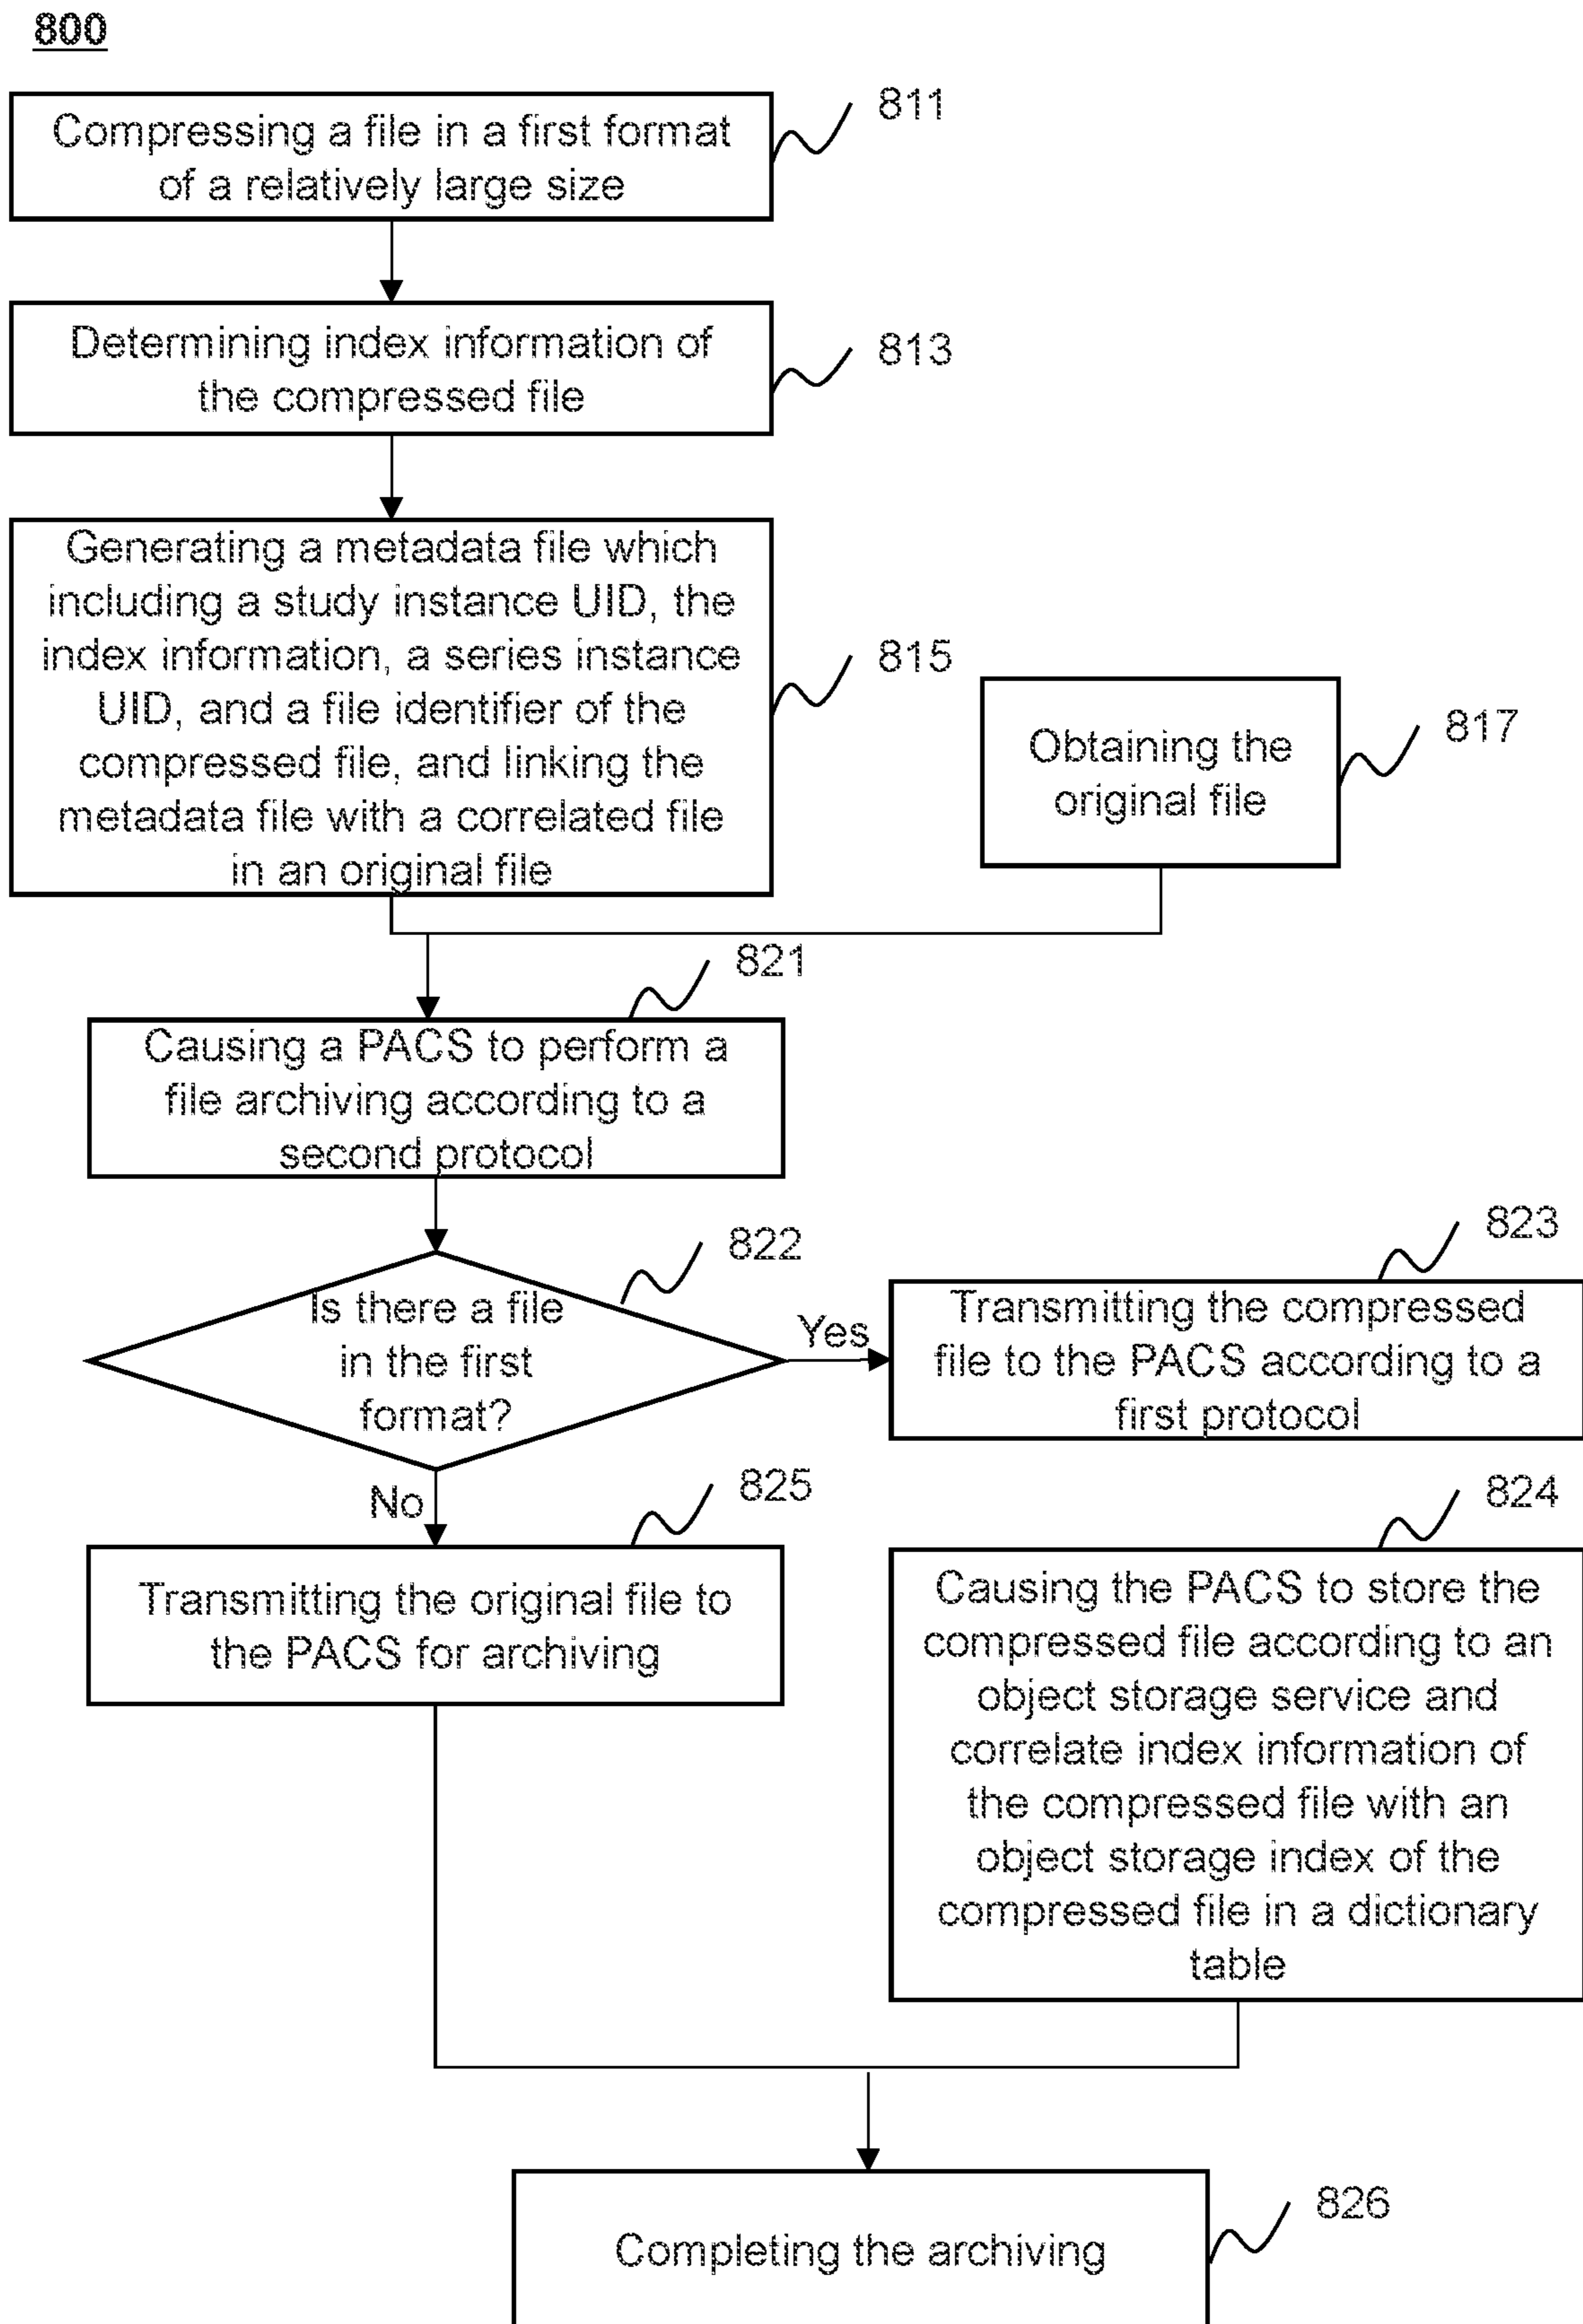 800
Compressing a file in a first format
of a relatively large size
811
Determining index information of
the compressed file
813
Generating a metadata file which
including a study instance UID, the
index information, a series instance
UID, and a file identifier of the
compressed file, and linking the
metadata file with a correlated file
in an original file
815
Obtaining the
original file
817
821
Causing a PACS to perform a
file archiving according to a
second protocol
822
Is there a file
in the first
format?
Yes
823
Transmitting the compressed
file to the PACS according to a
first protocol
No
825
Transmitting the original file to
the PACS for archiving
824
Causing the PACS to store the
compressed file according to an
object storage service and
correlate index information of
the compressed file with an
object storage index of the
compressed file in a dictionary
table
Completing the archiving
826